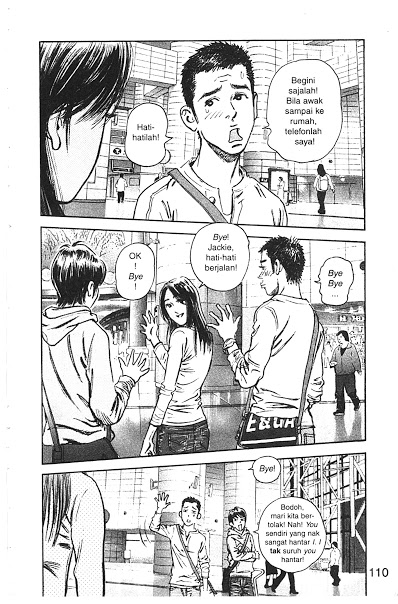 Begini
sajalah!
Bila awak
sampai ke
rumah,
telefonlah
saya!
Hati-
hatilah!
OK
!
Bye
!
Bye!
Jackie,
hati-hati
berjalan!
Bye
Bye
...
E&GA
Bye!
Bodoh,
mari kita ber-
tolak! Nah! You
sendiri yang nak
sangat hantar I. I
tak suruh you
hantar!
110